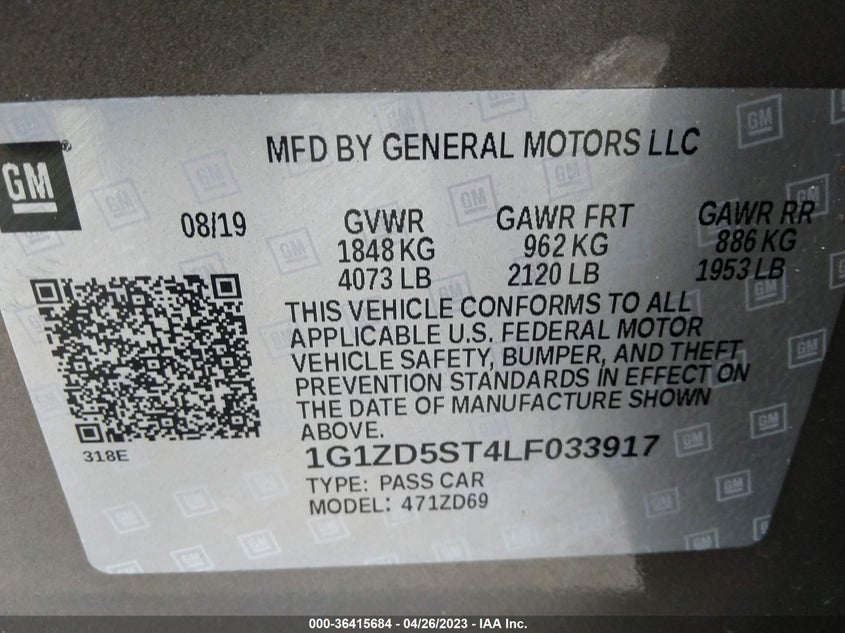 MFD BY GENERAL MOTORS LLC
GM
08/19 GVWR GAWR FRT GAWR RR
1848 KG 962 KG 886 KG
4073 LB 2120 LB 1953 LB
THIS VEHICLE CONFORMS TO ALL
APPLICABLE U.S. FEDERAL MOTOR
VEHICLE SAFETY, BUMPER, AND THEFT
PREVENTION STANDARDS IN EFFECT ON
THE DATE OF MANUFACTURE SHOWN
ABOVE.
318E
1G1ZD5ST4LF033917
TYPE: PASS CAR
MODEL: 471ZD69
000-36415684 - 04/26/2023 - IAA Inc.